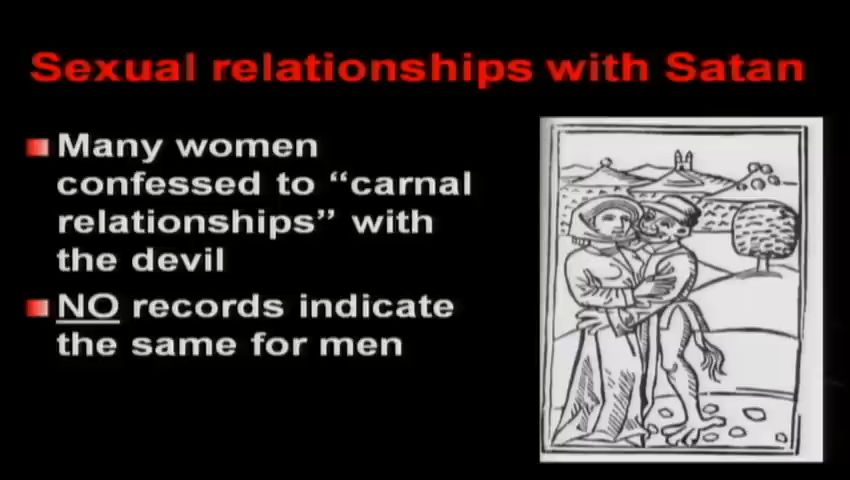 Sexual relationships with Satan
Many women
confessed to “carnal
relationships” with
the devil
NO records indicate
the same for men